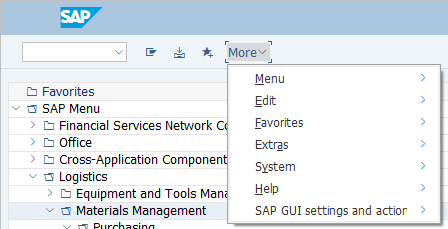 SAP
More
Menu
Edit
Favorites
Extras
System
Help
SAP GUI settings and action
Favorites
SAP Menu
Financial Services Network Co
Office
Cross-Application Component
Logistics
Equipment and Tools Mana
Materials Management
Purchasing